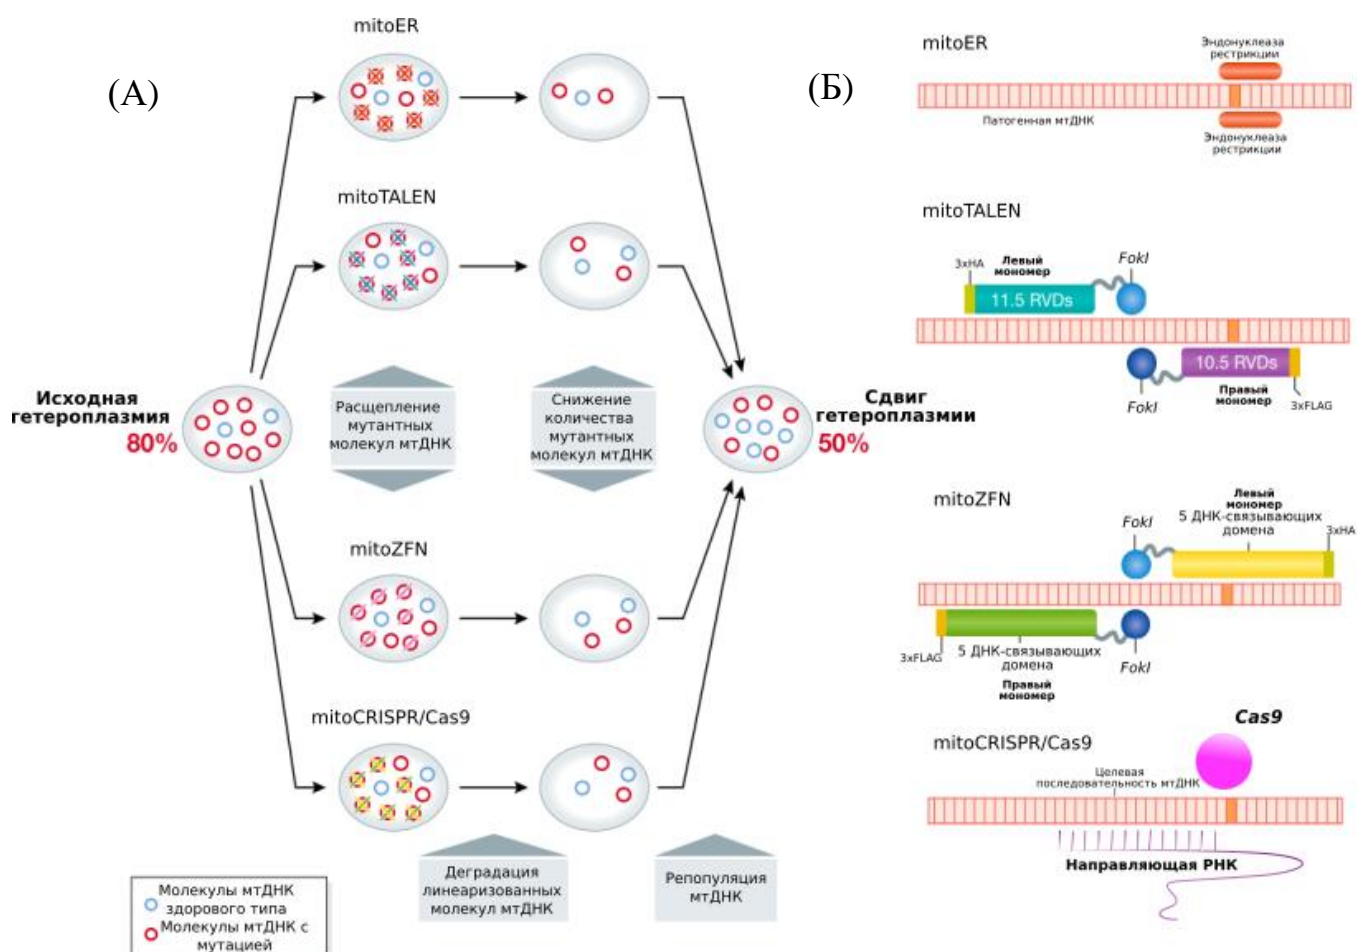 (А)
mitoER
mitoTALEN
Исходная
гетероплазмия
80%
Расщепление
мутантных
молекул мтДНК
Снижение
количества
мутантных
молекул мтДНК
Сдвиг
гетероплазмии
50%
mitoZFN
mitoCRISPR/Cas9
Деградация
линеаризованных
молекул мтДНК
Репопуляция
мтДНК
Молекулы мтДНК
здорового типа
Молекулы мтДНК с
мутацией
(Б)
mitoER
Эндонуклеаза
рестрикции
Патогенная мтДНК
Эндонуклеаза
рестрикции
mitoTALEN
3xHA
Левый
мономер
FokI
11.5 RVDs
10.5 RVDs
FokI
Правый
мономер
3xFLAG
mitoZFN
Левый
мономер
5 ДНК-связывающих
домена
FokI
3xHA
3xFLAG
5 ДНК-связывающих
домена
FokI
Правый
мономер
mitoCRISPR/Cas9
Cas9
Целевая
последовательность мтДНК
Направляющая РНК